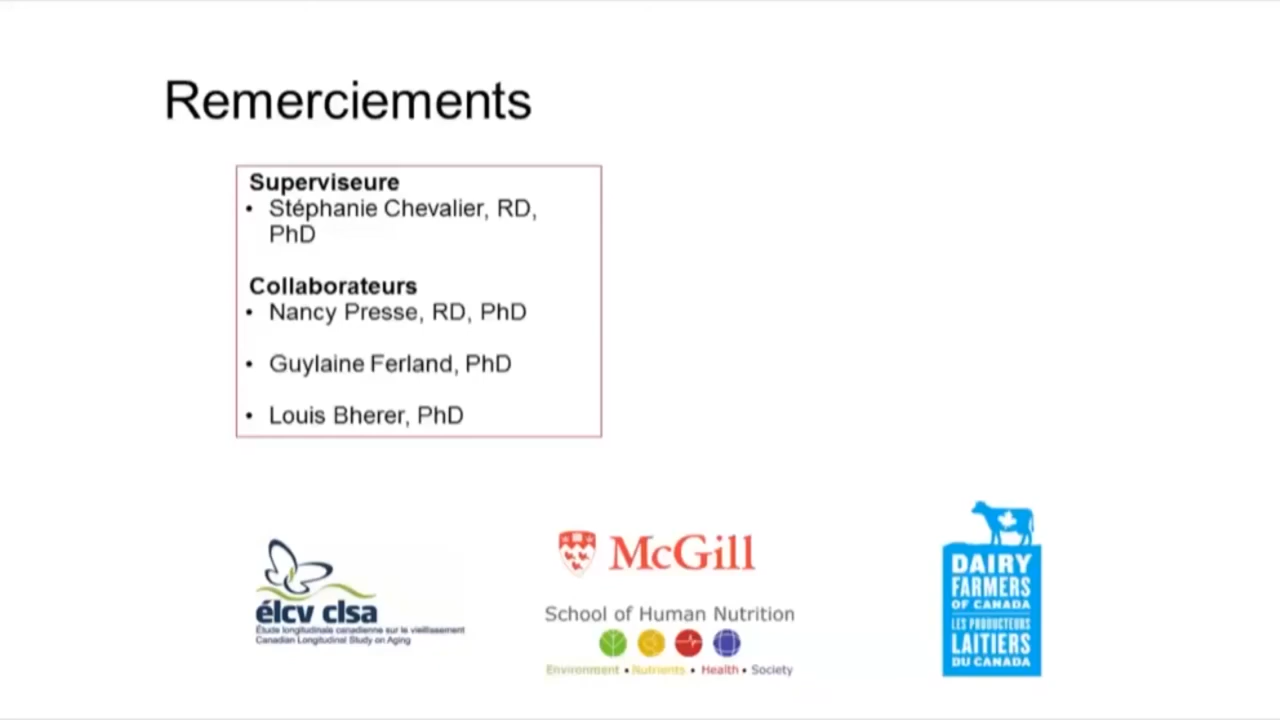 Remerciements
Superviseure
• Stéphanie Chevalier, RD,
PhD
Collaborateurs
• Nancy Presse, RD, PhD
• Guylaine Ferland, PhD
• Louis Bherer, PhD
élcv clsa
Étude longitudinale canadienne sur le vieillissement
Canadian Longitudinal Study on Aging
McGill
School of Human Nutrition
Environment • Nutrients • Health • Society
DAIRY
FARMERS
OF CANADA
LES PRODUCTEURS
LAITIERS
DU CANADA